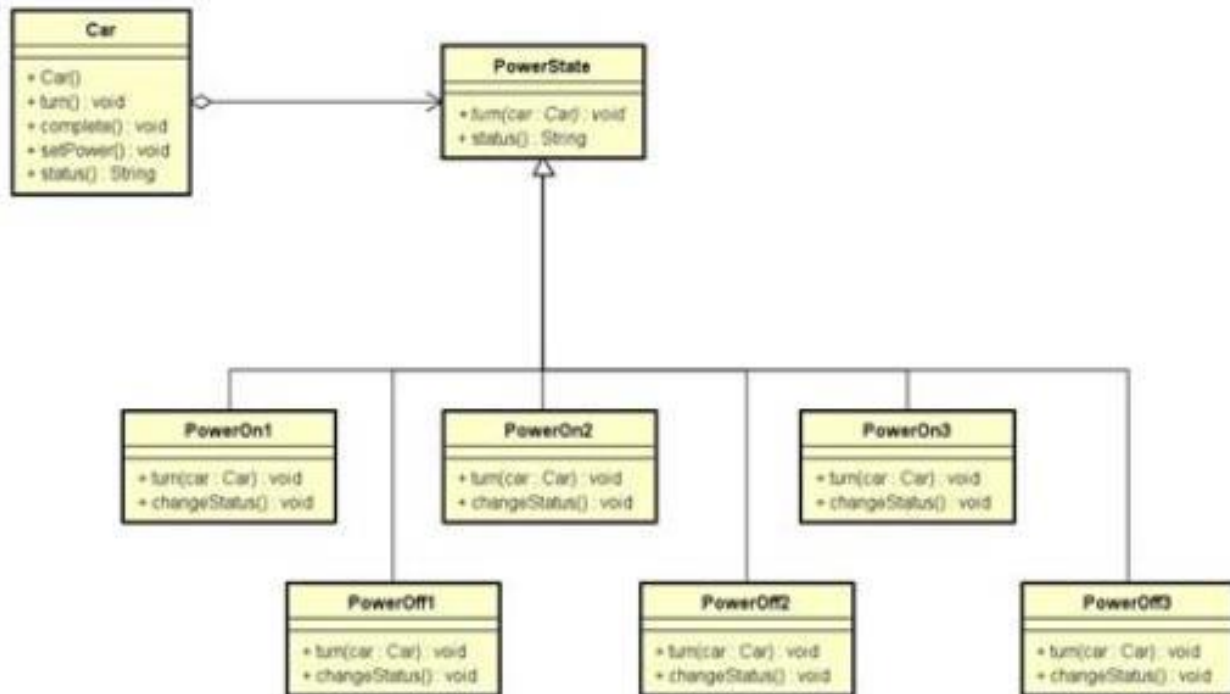 Car
+ Car()
+ turn() : void
+ complete() : void
+ setPower() : void
+ status() : String
PowerState
+ turn(car : Car) : void
+ status() : String
PowerOn1
+ turn(car : Car) : void
+ changeStatus() : void
PowerOn2
+ turn(car : Car) : void
+ changeStatus() : void
PowerOn3
+ turn(car : Car) : void
+ changeStatus() : void
PowerOff1
+ turn(car : Car) : void
+ changeStatus() : void
PowerOff2
+ turn(car : Car) : void
+ changeStatus() : void
PowerOff3
+ turn(car : Car) : void
+ changeStatus() : void